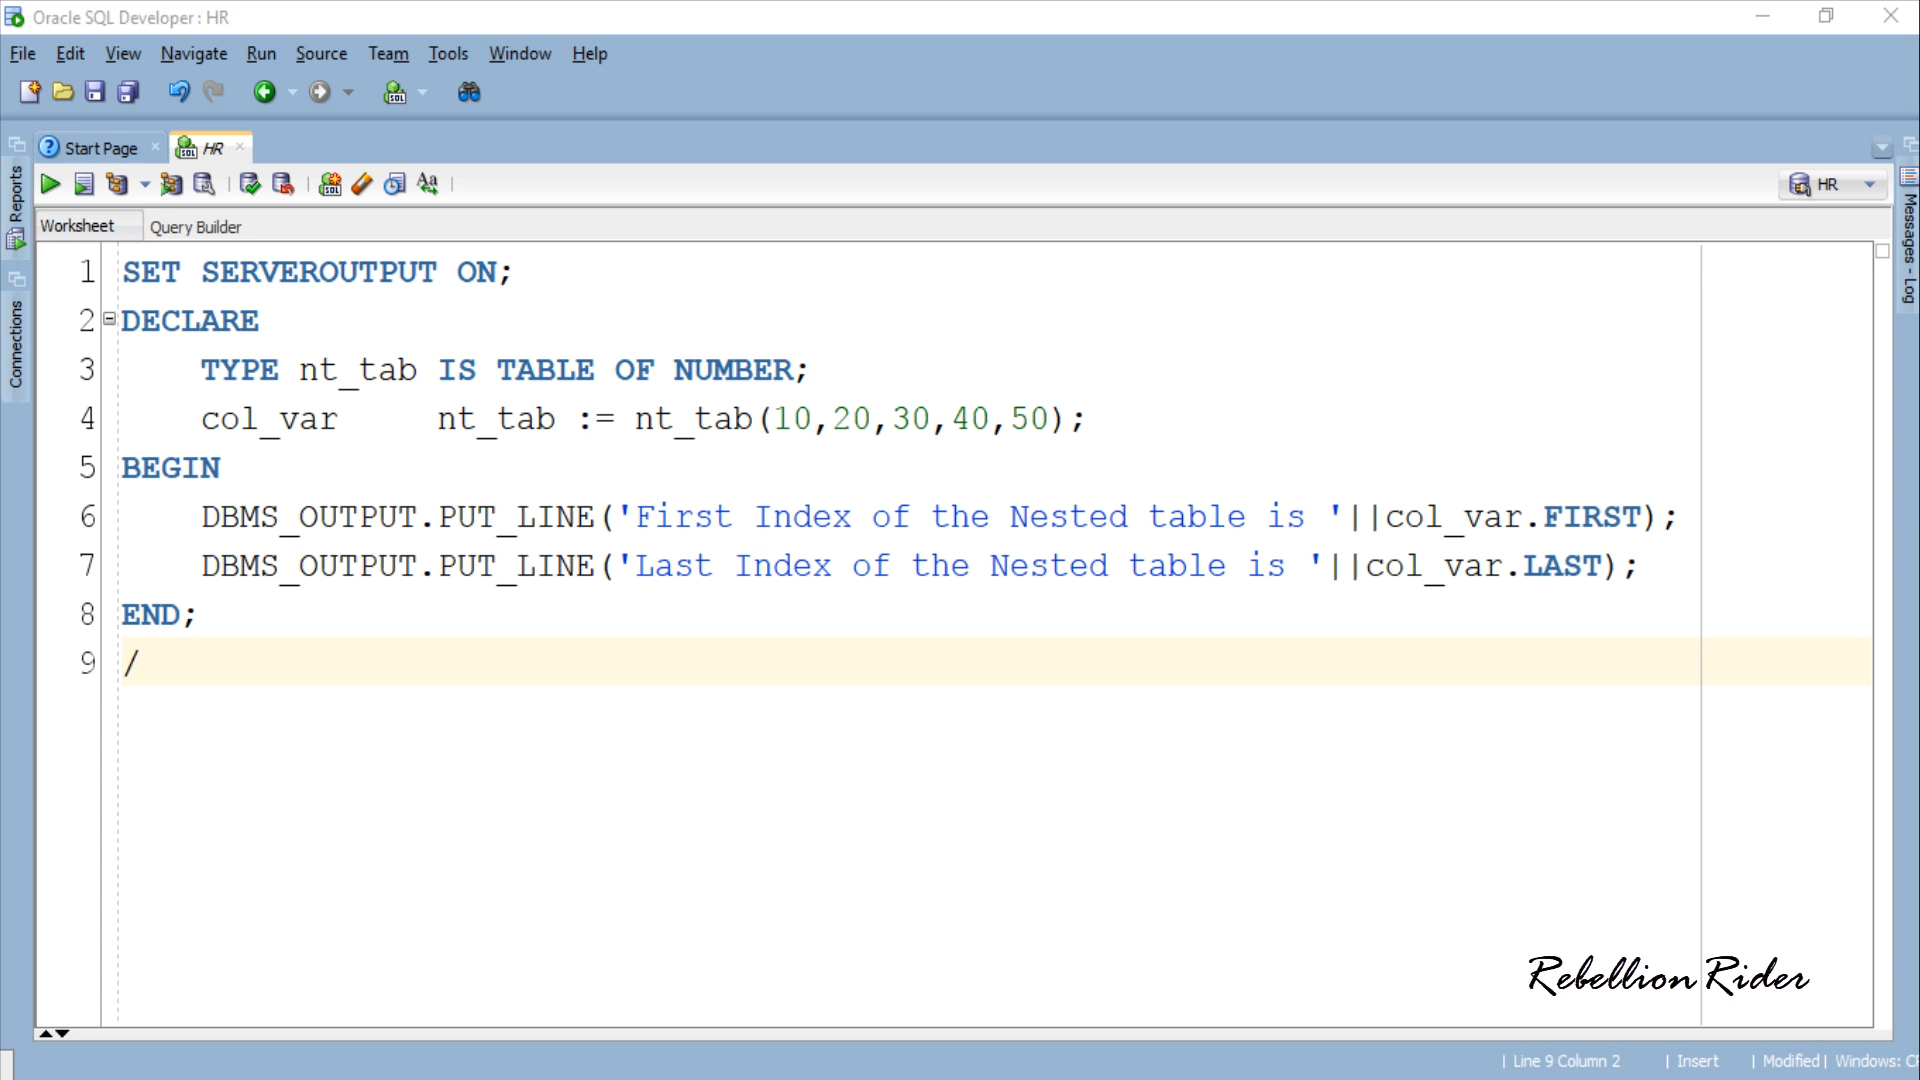 Oracle SQL Developer : HR
File Edit View Navigate Run Source Team Tools Window Help
Start Page HR
Reports
Connections
Messages - Log
HR
Worksheet Query Builder
1 SET SERVEROUTPUT ON;
2 DECLARE
3 TYPE nt_tab IS TABLE OF NUMBER;
4 col_var nt_tab := nt_tab(10,20,30,40,50);
5 BEGIN
6 DBMS_OUTPUT.PUT_LINE('First Index of the Nested table is '||col_var.FIRST);
7 DBMS_OUTPUT.PUT_LINE('Last Index of the Nested table is '||col_var.LAST);
8 END;
9 /
Rebellion Rider
| Line 9 Column 2 | Insert | Modified | Windows: